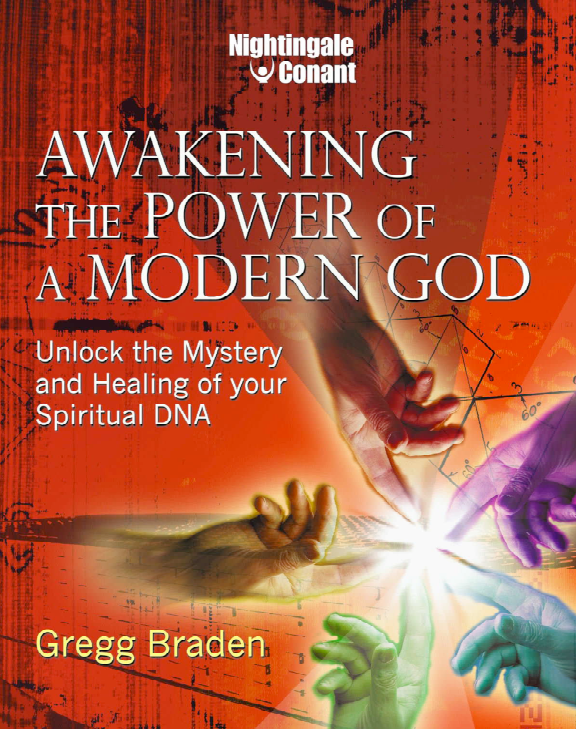 Nightingale
Conant
AWAKENING
THE POWER OF
A MODERN GOD
Unlock the Mystery
and Healing of your
Spiritual DNA
60°
Gregg Braden